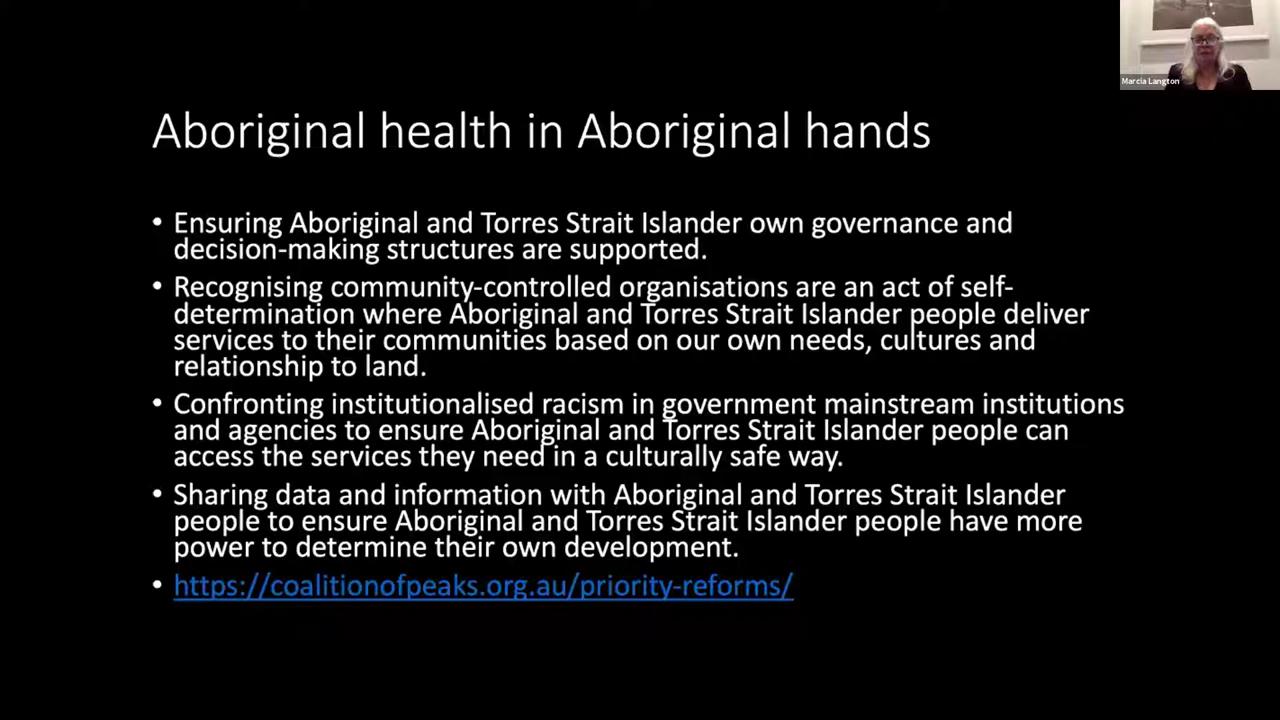 Marcia Langton
Aboriginal health in Aboriginal hands
• Ensuring Aboriginal and Torres Strait Islander own governance and
decision-making structures are supported.
• Recognising community-controlled organisations are an act of self-
determination where Aboriginal and Torres Strait Islander people deliver
services to their communities based on our own needs, cultures and
relationship to land.
• Confronting institutionalised racism in government mainstream institutions
and agencies to ensure Aboriginal and Torres Strait Islander people can
access the services they need in a culturally safe way.
• Sharing data and information with Aboriginal and Torres Strait Islander
people to ensure Aboriginal and Torres Strait Islander people have more
power to determine their own development.
• https://coalitionofpeaks.org.au/priority-reforms/